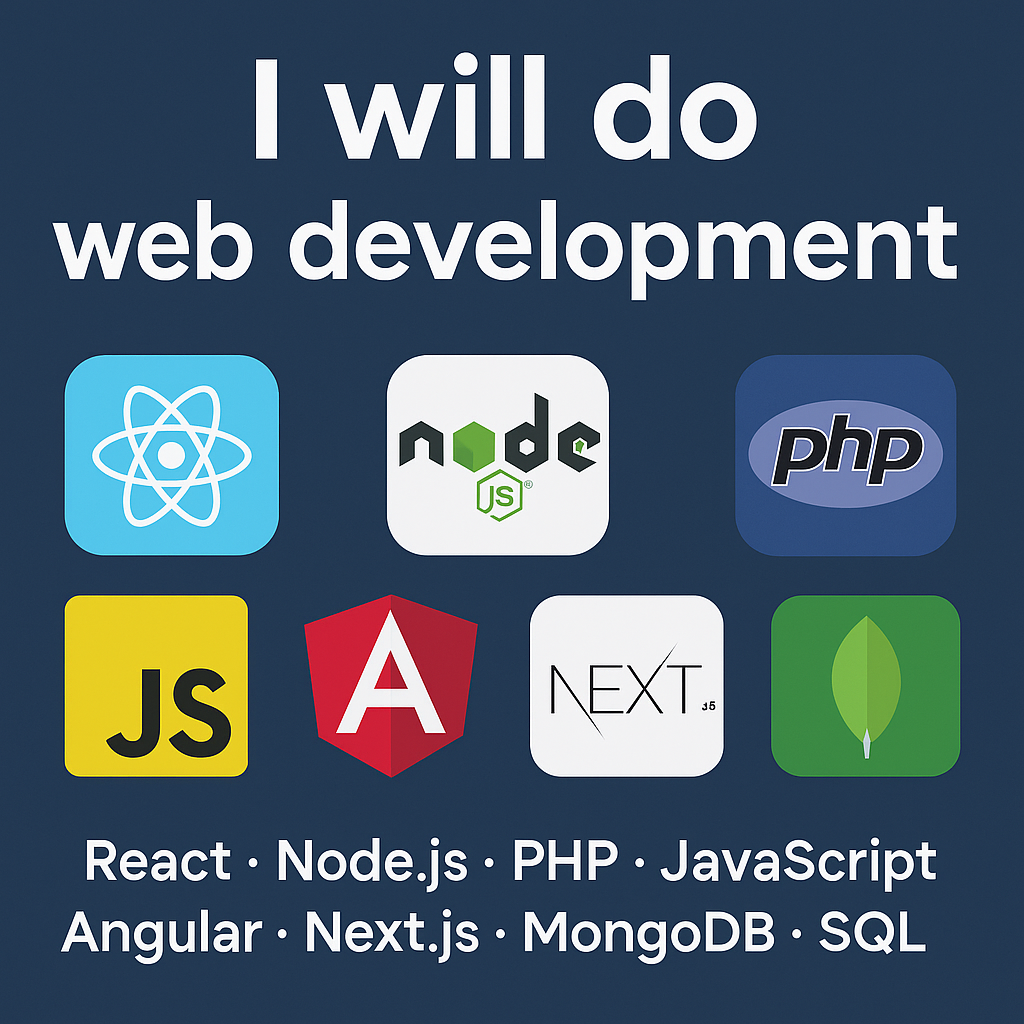 I will do
web development
node
JS®
php
JS
A
NEXT.JS
React · Node.js · PHP · JavaScript
Angular · Next.js · MongoDB · SQL